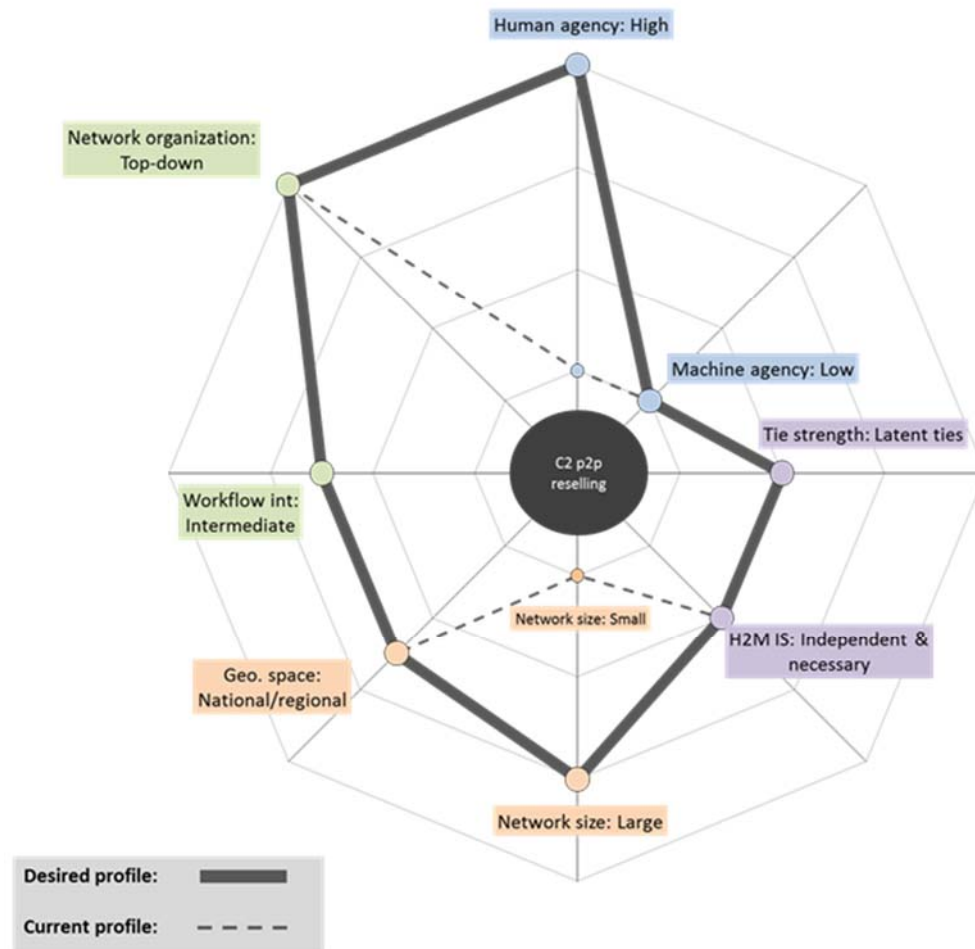 Human agency: High
Network organization:
Top-down
Machine agency: Low
Tie strength: Latent ties
C2 p2p
reselling
Workflow int:
Intermediate
Network size: Small
H2M IS: Independent &
necessary
Geo. space:
National/regional
Network size: Large
Desired profile:
Current profile: